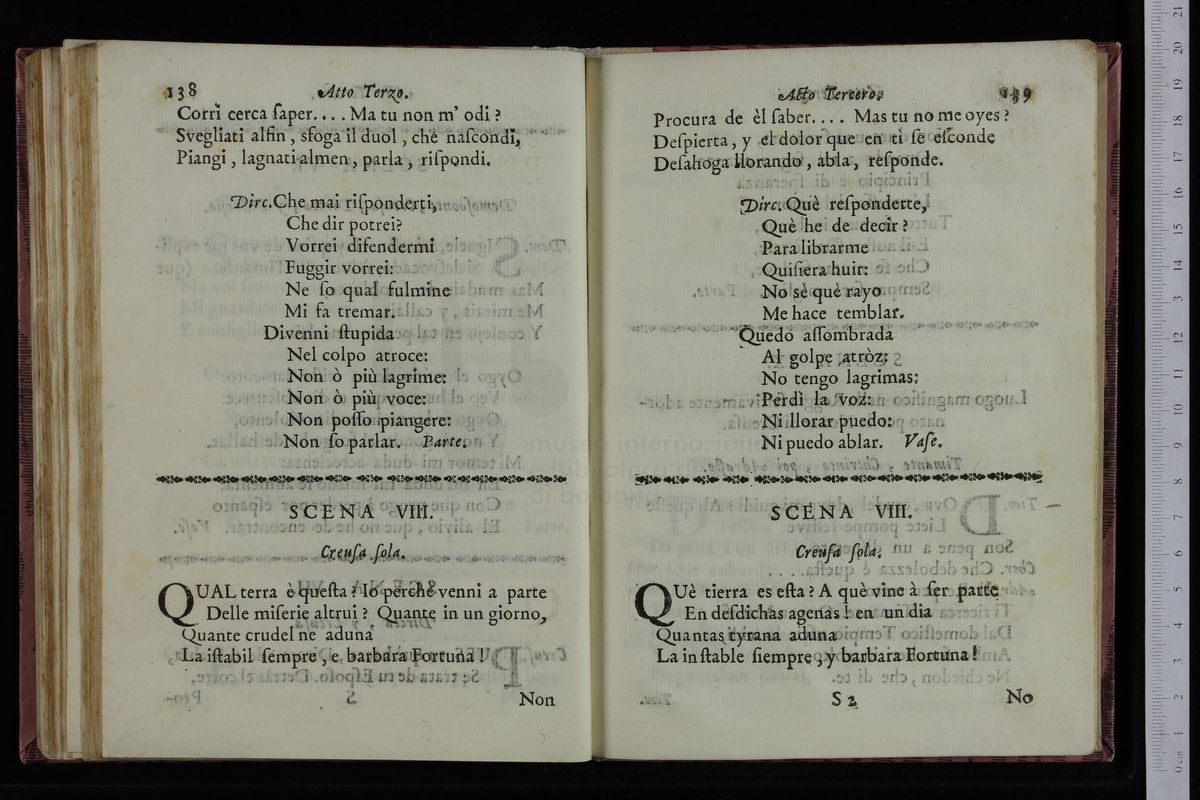 138
Atto Terzo.
Corri cerca ſaper.... Ma tu non m' odi ?
Svegliati alfin , sfoga il duol , che naſcondi,
Piangi , lagnati almen , parla , riſpondi.
Dirc. Che mai riſponderti,
Che dir potrei?
Vorrei difendermi
Fuggir vorrei:
Ne ſo qual fulmine
Mi fa tremar.
Divenni ſtupida
Nel colpo atroce:
Non ò più lagrime:
Non ò più voce:
Non poſſo piangere:
Non ſo parlar. Parte.
SCENA VIII.
Creuſa ſola.
QUAL terra è queſta ? Io perchè venni a parte
Delle miſerie altrui ? Quante in un giorno,
Quante crudel ne aduna
La iſtabil ſempre , e barbara Fortuna !
S
Non
Acto Tercero.
139
Procura de èl ſaber.... Mas tu no me oyes ?
Deſpierta , y el dolor que en tì ſe eſconde
Deſahoga llorando , abla , reſponde.
Dirc. Què reſponderte,
Què he de decir ?
Para librarme
Quiſiera huir:
No sè què rayo
Me hace temblar.
Quedo aſſombrada
Al golpe atròz:
No tengo lagrimas:
Perdì la voz:
Ni llorar puedo:
Ni puedo ablar. Vaſe.
SCENA VIII.
Creuſa ſola.
QUè tierra es eſta ? A què vine à ſer parte
En deſdichas agenas ! en un dia
Quantas tyrana aduna
La inſtable ſiempre , y barbara Fortuna !
S 2
No
museo internazionale
e biblioteca della
di bologna